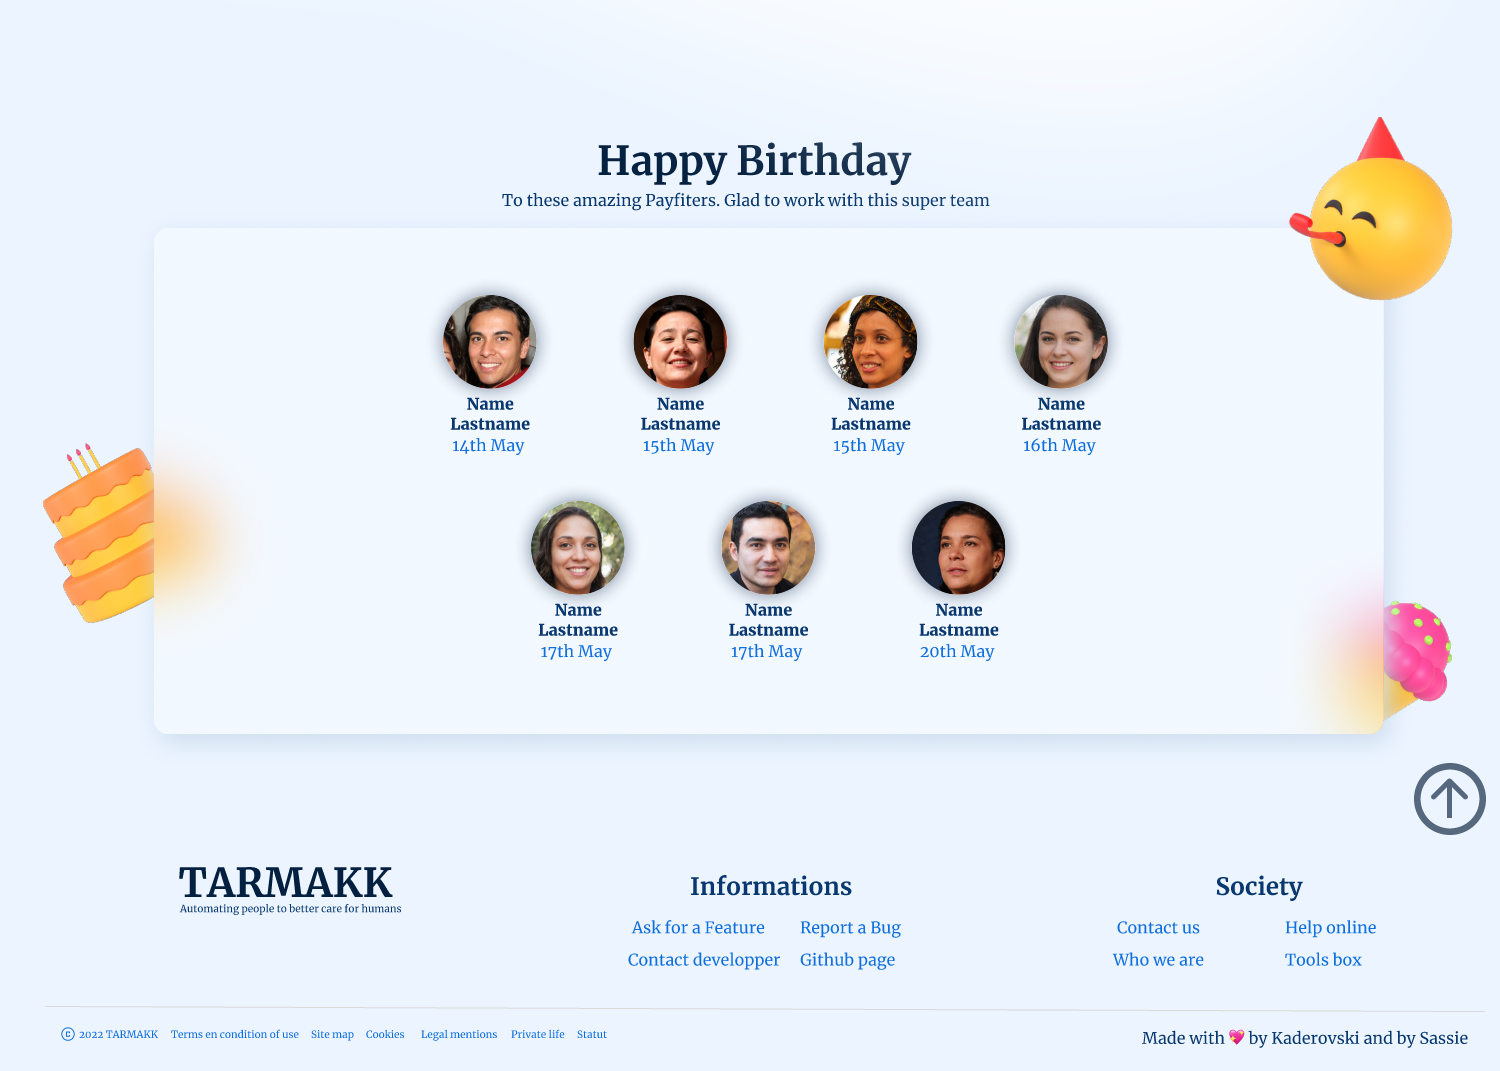 Happy Birthday
To these amazing Payfiters. Glad to work with this super team
Name
Lastname
14th May
Name
Lastname
15th May
Name
Lastname
15th May
Name
Lastname
16th May
Name
Lastname
17th May
Name
Lastname
17th May
Name
Lastname
20th May
TARMAKK
Automating people to better care for humans
Informations
Ask for a Feature
Report a Bug
Contact developper
Github page
Society
Contact us
Help online
Who we are
Tools box
© 2022 TARMAKK Terms en condition of use Site map Cookies Legal mentions Private life Statut
Made with 💖 by Kaderovski and by Sassie